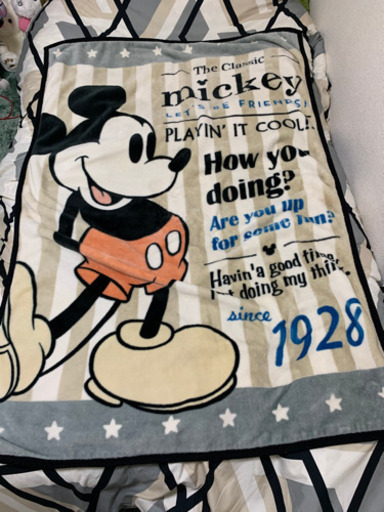 The Classic
mickey
LET'S BE FRIENDS!
PLAYIN' IT COOL!
How you
doing?
Are you up
for some fun?
Havin' a good time,
doing my thing
since
1928